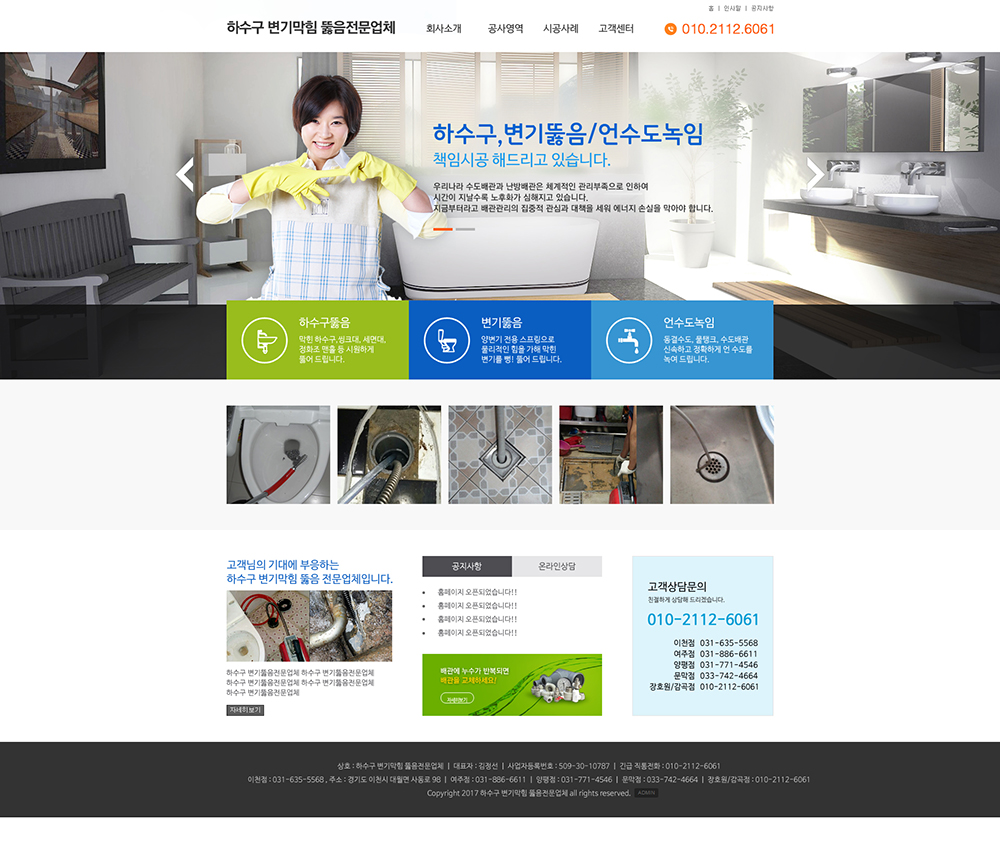 홈 | 인사말 | 공지사항
하수구 변기막힘 뚫음전문업체
회사소개 공사영역 시공사례 고객센터
010.2112.6061
하수구,변기뚫음/언수도녹임
책임시공 해드리고 있습니다.
우리나라 수도배관과 난방배관은 체계적인 관리부족으로 인하여
시간이 지날수록 노후화가 심해지고 있습니다.
지금부터라고 배관관리의 집중적 관심과 대책을 세워 에너지 손실을 막아야 합니다.
하수구뚫음
막힌 하수구,씽크대, 세면대,
정화조 맨홀 등 시원하게
뚫어 드립니다.
변기뚫음
양변기 전용 스프링으로
물리적인 힘을 가해 막힌
변기를 뻥! 뚫어 드립니다.
언수도녹임
동결수도, 물탱크, 수도배관
신속하고 정확하게 언 수도를
녹여 드립니다.
고객님의 기대에 부응하는
하수구 변기막힘 뚫음 전문업체입니다.
하수구 변기뚫음전문업체 하수구 변기뚫음전문업체
하수구 변기뚫음전문업체 하수구 변기뚫음전문업체
하수구 변기뚫음전문업체
자세히보기
공지사항 온라인상담
홈페이지 오픈되었습니다!!
홈페이지 오픈되었습니다!!
홈페이지 오픈되었습니다!!
홈페이지 오픈되었습니다!!
배관에 누수가 반복되면
배관을 교체하세요!
자세히보기
고객상담문의
친절하게 상담해 드리겠습니다.
010-2112-6061
이천점 031-635-5568
여주점 031-886-6611
양평점 031-771-4546
문막점 033-742-4664
장호원/감곡점 010-2112-6061
상호 : 하수구 변기막힘 뚫음전문업체 | 대표자 : 김정선 | 사업자등록번호 : 509-30-10787 | 긴급 직통전화 : 010-2112-6061
이천점 : 031-635-5568 , 주소 : 경기도 이천시 대월면 사동로 98 | 여주점 : 031-886-6611 | 양평점 : 031-771-4546 | 문막점 : 033-742-4664 | 장호원/감곡점 : 010-2112-6061
Copyright 2017 하수구 변기막힘 뚫음전문업체 all rights reserved. ADMIN